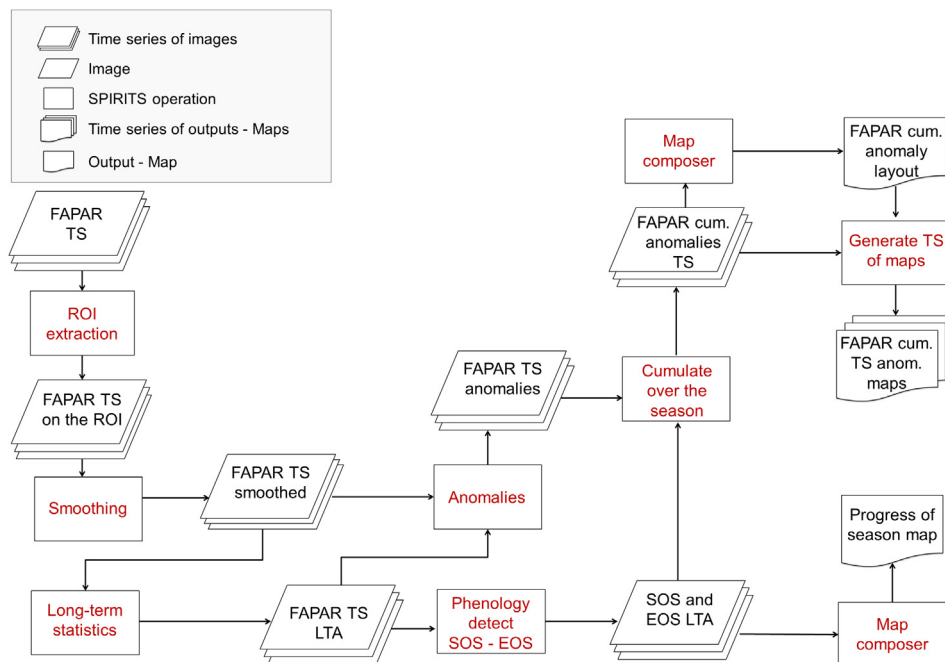 Time series of images
Image
SPIRITS operation
Time series of outputs - Maps
Output - Map
FAPAR
TS
ROI
extraction
FAPAR TS
on the ROI
Smoothing
FAPAR TS
smoothed
Long-term
statistics
FAPAR TS
LTA
Anomalies
FAPAR TS
anomalies
Phenology
detect
SOS - EOS
SOS and
EOS LTA
Cumulate
over the
season
FAPAR cum.
anomalies
TS
Map
composer
FAPAR cum.
anomaly
layout
Generate TS
of maps
FAPAR cum.
TS anom.
maps
Progress of
season map
Map
composer